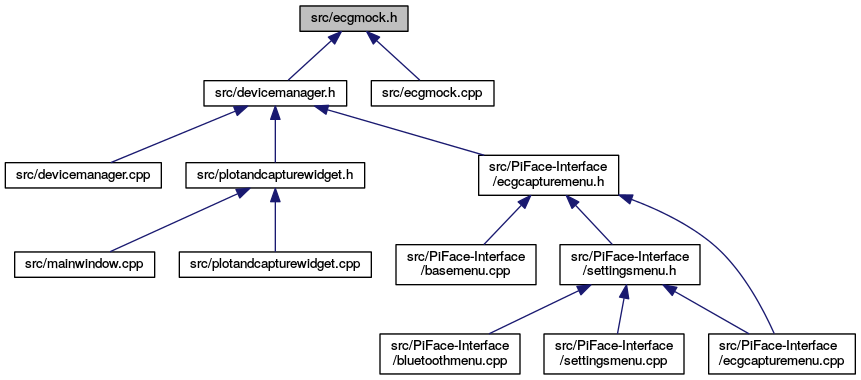 src/ecgmock.h
src/devicemanager.h
src/ecgmock.cpp
src/devicemanager.cpp
src/plotandcapturewidget.h
src/PiFace-Interface
/ecgcapturemenu.h
src/mainwindow.cpp
src/plotandcapturewidget.cpp
src/PiFace-Interface
/basemenu.cpp
src/PiFace-Interface
/settingsmenu.h
src/PiFace-Interface
/bluetoothmenu.cpp
src/PiFace-Interface
/settingsmenu.cpp
src/PiFace-Interface
/ecgcapturemenu.cpp